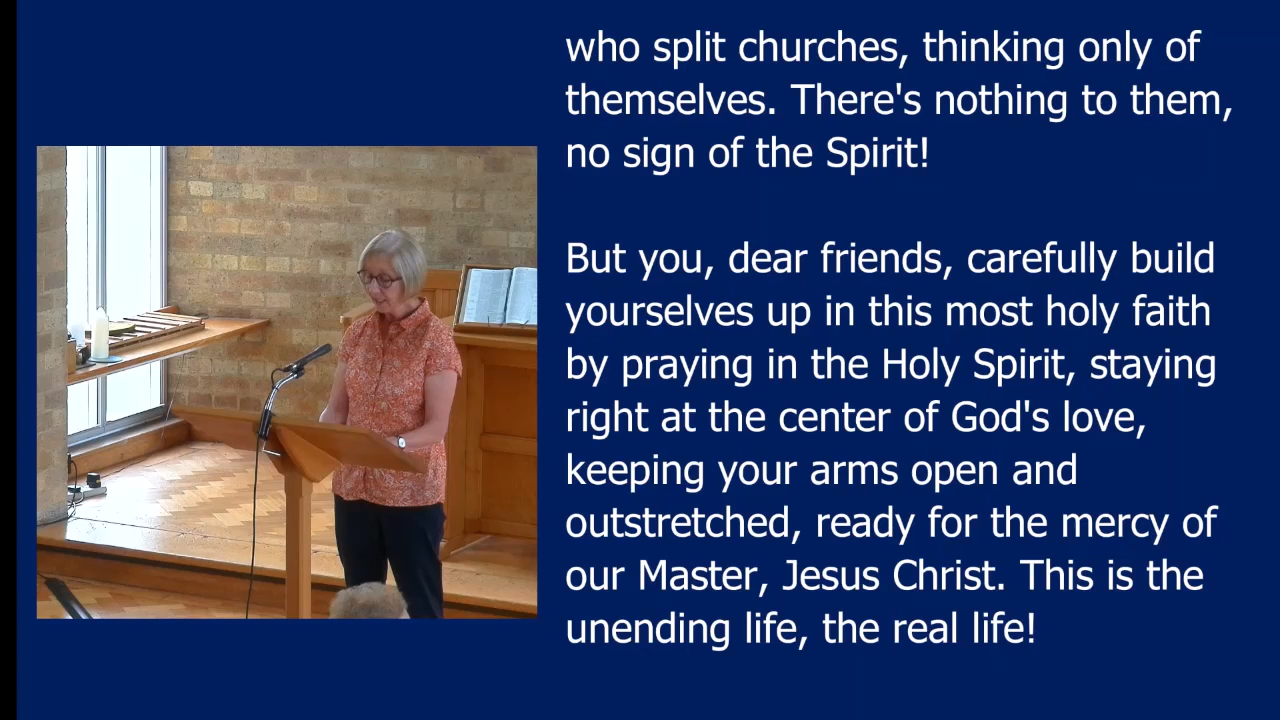 who split churches, thinking only of
themselves. There's nothing to them,
no sign of the Spirit!
But you, dear friends, carefully build
yourselves up in this most holy faith
by praying in the Holy Spirit, staying
right at the center of God's love,
keeping your arms open and
outstretched, ready for the mercy of
our Master, Jesus Christ. This is the
unending life, the real life!